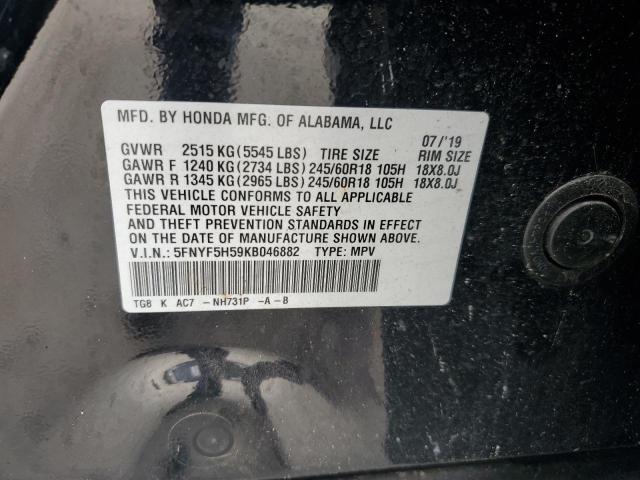 MFD. BY HONDA MFG. OF ALABAMA, LLC
07/'19
GVWR 2515 KG(5545 LBS) TIRE SIZE RIM SIZE
GAWR F 1240 KG(2734 LBS) 245/60R18 105H 18X8.0J
GAWR R 1345 KG(2965 LBS) 245/60R18 105H 18X8.0J
THIS VEHICLE CONFORMS TO ALL APPLICABLE
FEDERAL MOTOR VEHICLE SAFETY
AND THEFT PREVENTION STANDARDS IN EFFECT
ON THE DATE OF MANUFACTURE SHOWN ABOVE.
V.I.N.: 5FNYF5H59KB046882 TYPE: MPV
TG8 K AC7 -NH731P -A-B